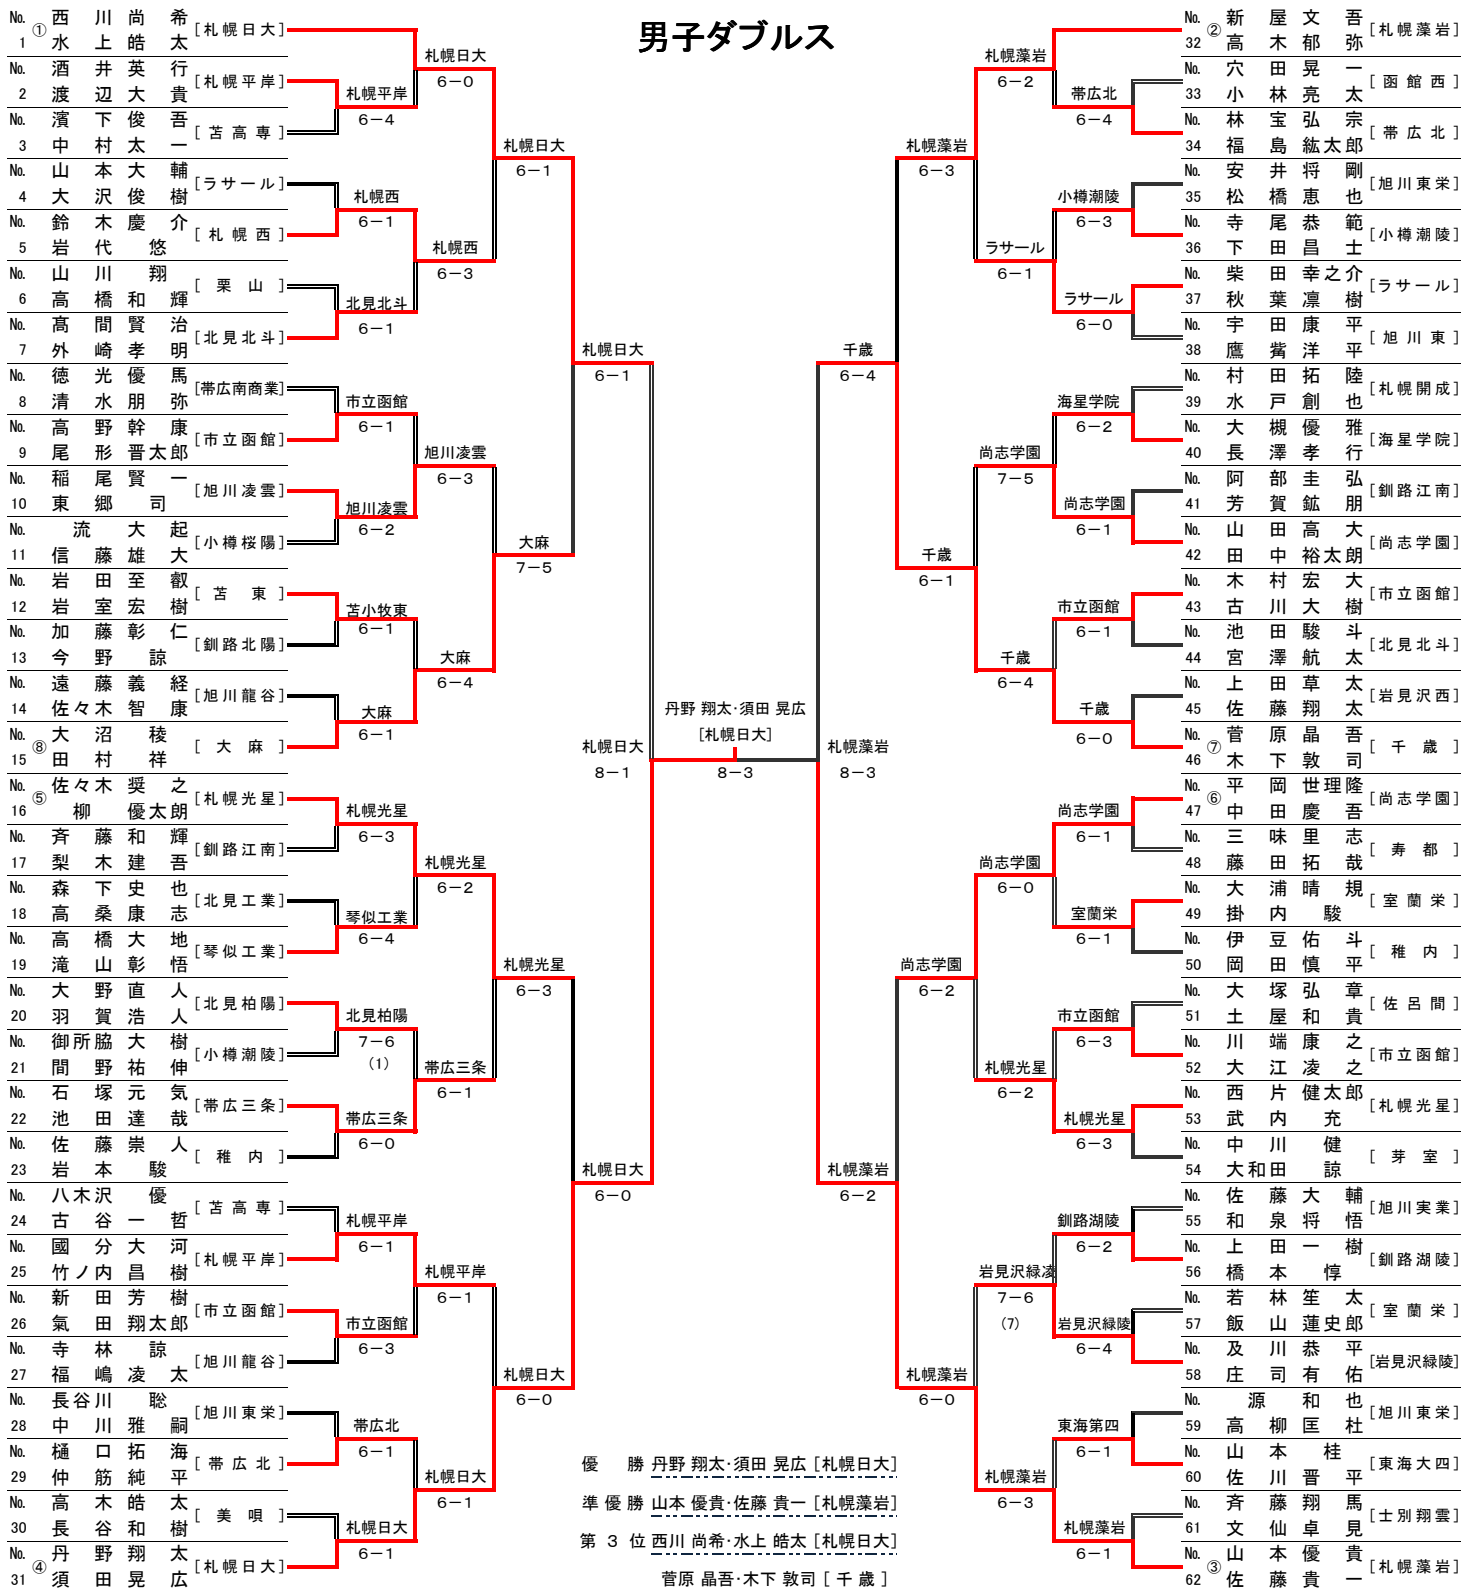 男子ダブルス
No. 1 ① 西川尚希 水上皓太 [札幌日大]
No. 2 酒井英行 渡辺大貴 [札幌平岸]
No. 3 濱下俊吾 中村太一 [苫高専]
No. 4 山本大輔 大沢俊樹 [ラサール]
No. 5 鈴木慶介 岩代悠 [札幌西]
No. 6 山川翔 高橋和輝 [栗山]
No. 7 髙間賢治 外崎孝明 [北見北斗]
No. 8 徳光優馬 清水朋弥 [帯広南商業]
No. 9 高野幹康 尾形晋太郎 [市立函館]
No. 10 稲尾賢一 東郷司 [旭川凌雲]
No. 11 流大起 信藤雄大 [小樽桜陽]
No. 12 岩田至叡 岩室宏樹 [苫東]
No. 13 加藤彰仁 今野諒 [釧路北陽]
No. 14 遠藤義経 佐々木智康 [旭川龍谷]
No. 15 ⑧ 大沼稜 田村祥 [大麻]
No. 16 ⑤ 佐々木奨之 柳優太朗 [札幌光星]
No. 17 斉藤和輝 梨木建吾 [釧路江南]
No. 18 森下史也 高桑康志 [北見工業]
No. 19 高橋大地 滝山彰悟 [琴似工業]
No. 20 大野直人 羽賀浩人 [北見柏陽]
No. 21 御所脇大樹 間野祐伸 [小樽潮陵]
No. 22 石塚元気 池田達哉 [帯広三条]
No. 23 佐藤崇人 岩本駿 [稚内]
No. 24 八木沢優 古谷一哲 [苫高専]
No. 25 國分大河 竹ノ内昌樹 [札幌平岸]
No. 26 新田芳樹 氣田翔太郎 [市立函館]
No. 27 寺林諒 福嶋凌太 [旭川龍谷]
No. 28 長谷川聡 中川雅嗣 [旭川東栄]
No. 29 樋口拓海 仲筋純平 [帯広北]
No. 30 高木皓太 長谷和樹 [美唄]
No. 31 ④ 丹野翔太 須田晃広 [札幌日大]
札幌平岸 6-4
札幌西 6-1
北見北斗 6-1
市立函館 6-1
旭川凌雲 6-2
苫小牧東 6-1
大麻 6-1
札幌光星 6-3
琴似工業 6-4
北見柏陽 7-6 (1)
帯広三条 6-0
札幌平岸 6-1
市立函館 6-3
帯広北 6-1
札幌日大 6-1
札幌日大 6-0
札幌西 6-3
旭川凌雲 6-3
大麻 6-4
札幌光星 6-2
帯広三条 6-1
札幌平岸 6-1
札幌日大 6-1
札幌日大 6-1
大麻 7-5
札幌光星 6-3
札幌日大 6-0
札幌日大 6-1
札幌日大 6-0
札幌日大 8-1
丹野 翔太・須田 晃広
[札幌日大]
8-3
札幌藻岩 8-3
千歳 6-4
札幌藻岩 6-2
札幌藻岩 6-3
千歳 6-1
尚志学園 6-2
札幌藻岩 6-0
札幌藻岩 6-2
ラサール 6-1
尚志学園 7-5
千歳 6-4
尚志学園 6-0
札幌光星 6-2
岩見沢緑凌 7-6 (7)
札幌藻岩 6-3
帯広北 6-4
小樽潮陵 6-3
ラサール 6-0
海星学院 6-2
尚志学園 6-1
市立函館 6-1
千歳 6-0
尚志学園 6-1
室蘭栄 6-1
市立函館 6-3
札幌光星 6-3
釧路湖陵 6-2
岩見沢緑陵 6-4
東海第四 6-1
札幌藻岩 6-1
No. 32 ② 新屋文吾 高木郁弥 [札幌藻岩]
No. 33 穴田晃一 小林亮太 [函館西]
No. 34 林宝弘宗 福島紘太郎 [帯広北]
No. 35 安井将剛 松橋恵也 [旭川東栄]
No. 36 寺尾恭範 下田昌士 [小樽潮陵]
No. 37 柴田幸之介 秋葉凛樹 [ラサール]
No. 38 宇田康平 鷹觜洋平 [旭川東]
No. 39 村田拓陸 水戸創也 [札幌開成]
No. 40 大槻優雅 長澤孝行 [海星学院]
No. 41 阿部圭弘 芳賀鉱朋 [釧路江南]
No. 42 山田高大 田中裕太朗 [尚志学園]
No. 43 木村宏大 古川大樹 [市立函館]
No. 44 池田駿斗 宮澤航太 [北見北斗]
No. 45 上田草太 佐藤翔太 [岩見沢西]
No. 46 ⑦ 菅原晶吾 木下敦司 [千歳]
No. 47 ⑥ 平岡世理隆 中田慶吾 [尚志学園]
No. 48 三味里志 藤田拓哉 [寿都]
No. 49 大浦晴規 掛内駿 [室蘭栄]
No. 50 伊豆佑斗 岡田慎平 [稚内]
No. 51 大塚弘章 土屋和貴 [佐呂間]
No. 52 川端康之 大江凌之 [市立函館]
No. 53 西片健太郎 武内充 [札幌光星]
No. 54 中川健 大和田諒 [芽室]
No. 55 佐藤大輔 和泉将悟 [旭川実業]
No. 56 上田一樹 橋本惇 [釧路湖陵]
No. 57 若林笙太 飯山蓮史郎 [室蘭栄]
No. 58 及川恭平 庄司有佑 [岩見沢緑陵]
No. 59 源和也 高柳匡杜 [旭川東栄]
No. 60 山本桂 佐川晋平 [東海大四]
No. 61 斉藤翔馬 文仙卓見 [士別翔雲]
No. 62 ③ 山本優貴 佐藤貴一 [札幌藻岩]
優勝 丹野 翔太・須田 晃広 [札幌日大]
準優勝 山本 優貴・佐藤 貴一 [札幌藻岩]
第3位 西川 尚希・水上 皓太 [札幌日大]
菅原 晶吾・木下 敦司 [千歳]